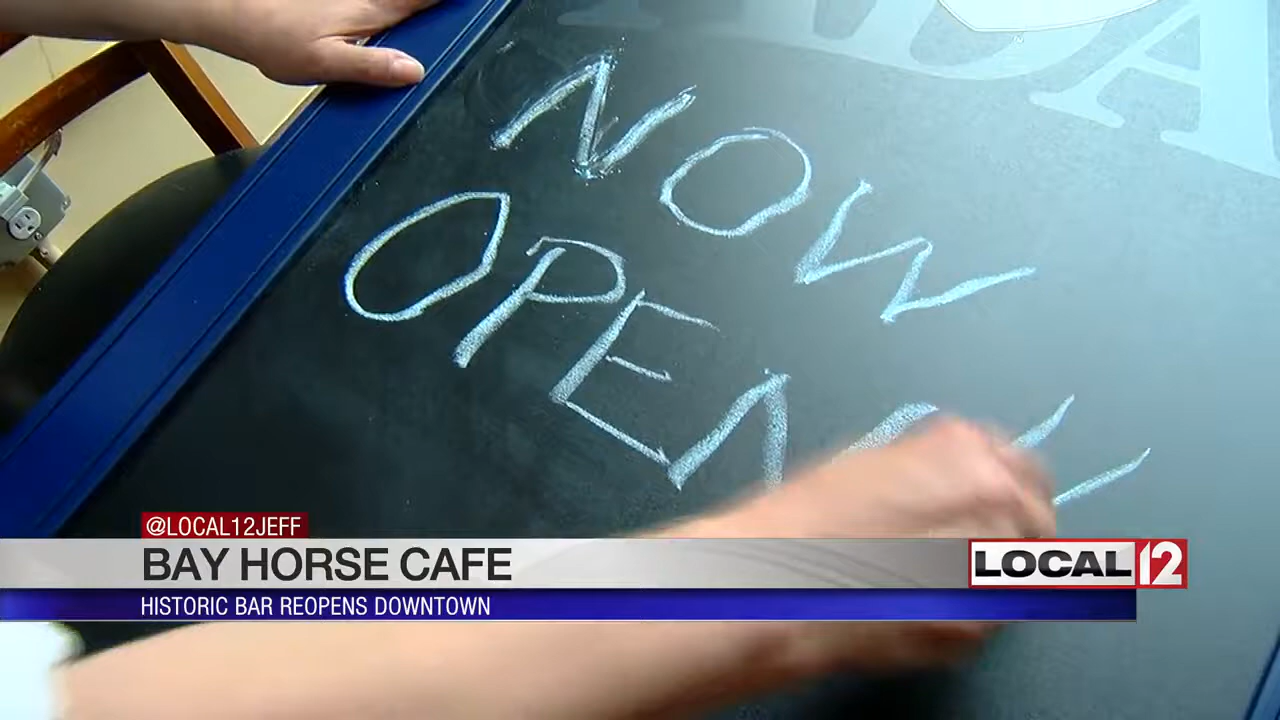 NOW
OPEN!
@LOCAL12JEFF
BAY HORSE CAFE
LOCAL 12
HISTORIC BAR REOPENS DOWNTOWN